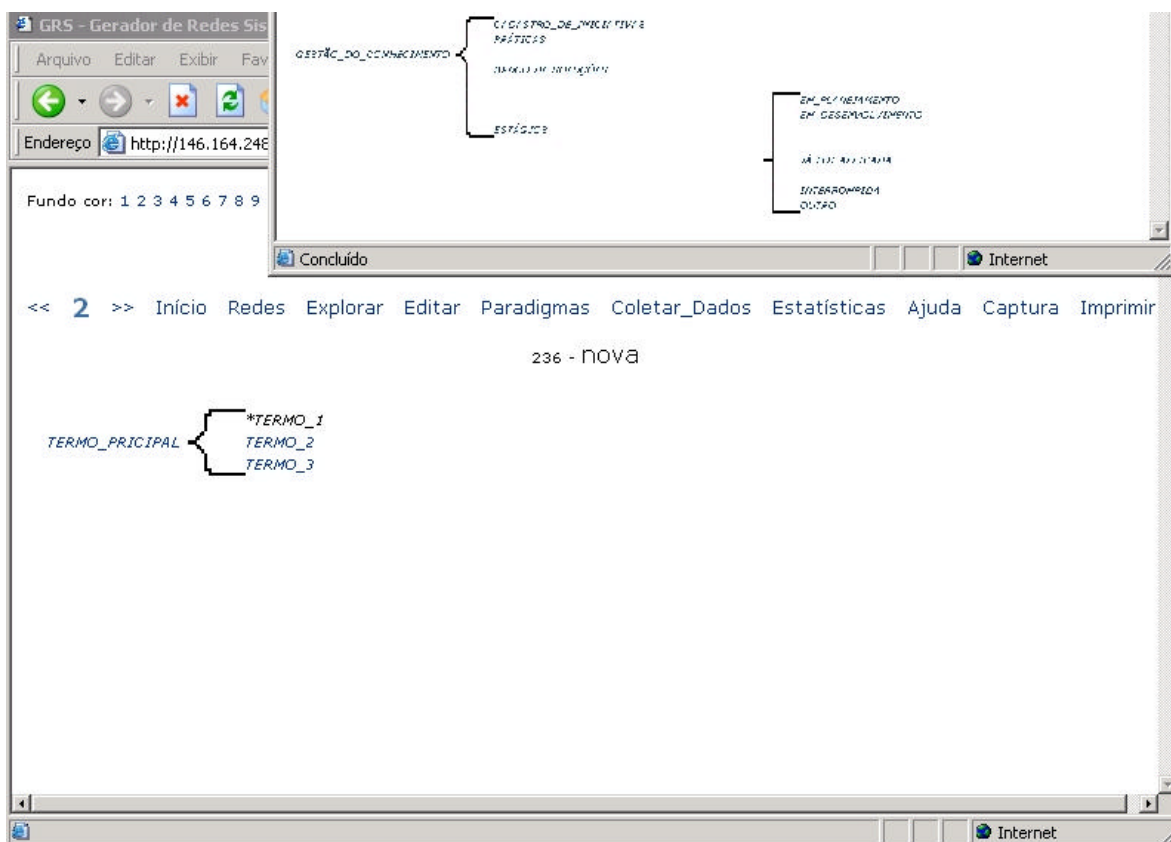 GRS - Gerador de Redes Sis
Arquivo Editar Exibir Fav
Endereço http://146.164.248
Fundo cor: 1 2 3 4 5 6 7 8 9
GESTÃO_DO_CONHECIMENTO
CADASTRO_DE_INICIATIVAS
PRÁTICAS
ESTÁGIOS
EM_PLANEJAMENTO
EM_DESENVOLVIMENTO
INTERROMPIDA
OUTRO
Concluído
Internet
<< 2 >> Início Redes Explorar Editar Paradigmas Coletar_Dados Estatísticas Ajuda Captura Imprimir
236 - nova
TERMO_PRICIPAL
*TERMO_1
TERMO_2
TERMO_3
Internet